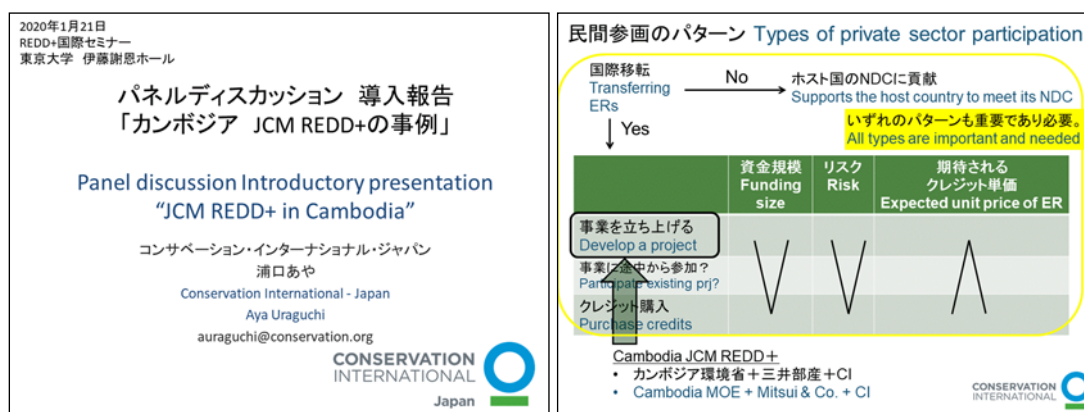 2020年1月21日
REDD+国際セミナー
東京大学 伊藤謝恩ホール
パネルディスカッション 導入報告
「カンボジア JCM REDD+の事例」
Panel discussion Introductory presentation
“JCM REDD+ in Cambodia”
コンサベーション・インターナショナル・ジャパン
浦口あや
Conservation International - Japan
Aya Uraguchi
auraguchi@conservation.org
CONSERVATION
INTERNATIONAL
Japan
民間参画のパターン Types of private sector participation
国際移転
Transferring
ERs
No
ホスト国のNDCに貢献
Supports the host country to meet its NDC
Yes
いずれのパターンも重要であり必要。
All types are important and needed
資金規模
Funding
size
リスク
Risk
期待される
クレジット単価
Expected unit price of ER
事業を立ち上げる
Develop a project
事業に途中から参加？
Participate existing prj?
クレジット購入
Purchase credits
Cambodia JCM REDD+
• カンボジア環境省＋三井部産＋CI
• Cambodia MOE + Mitsui & Co. + CI
CONSERVATION
INTERNATIONAL